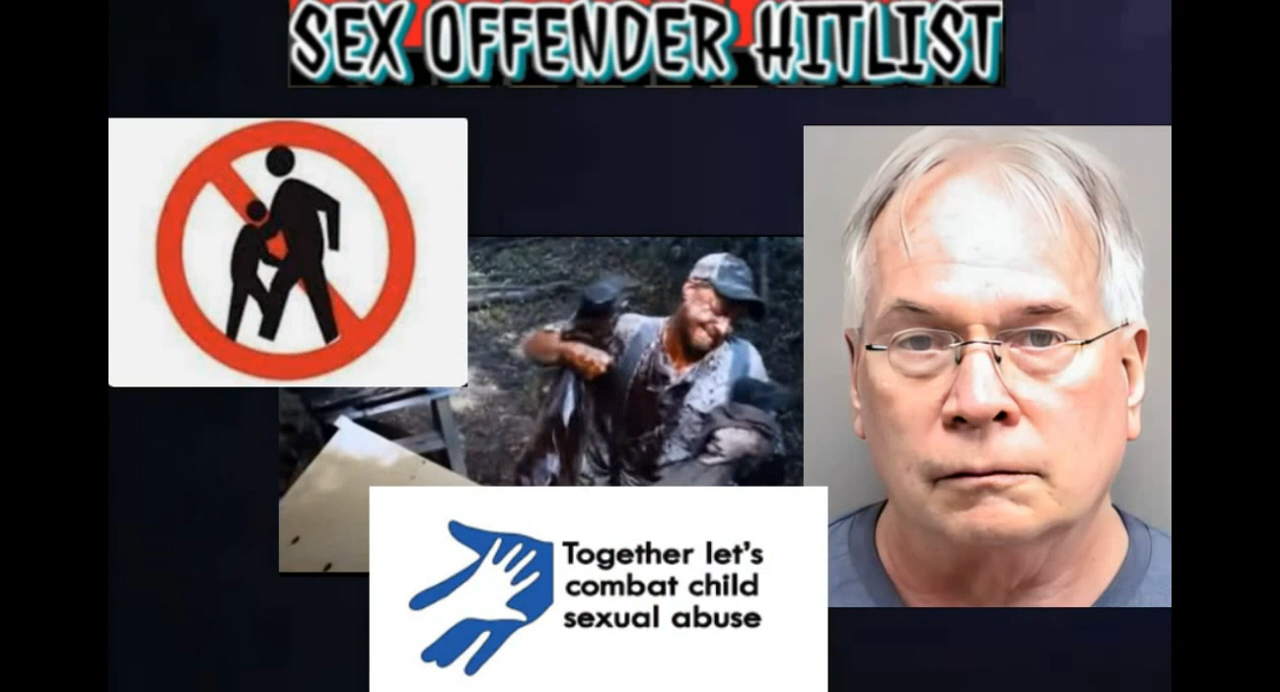 SEX OFFENDER HITLIST
Together let's
combat child
sexual abuse